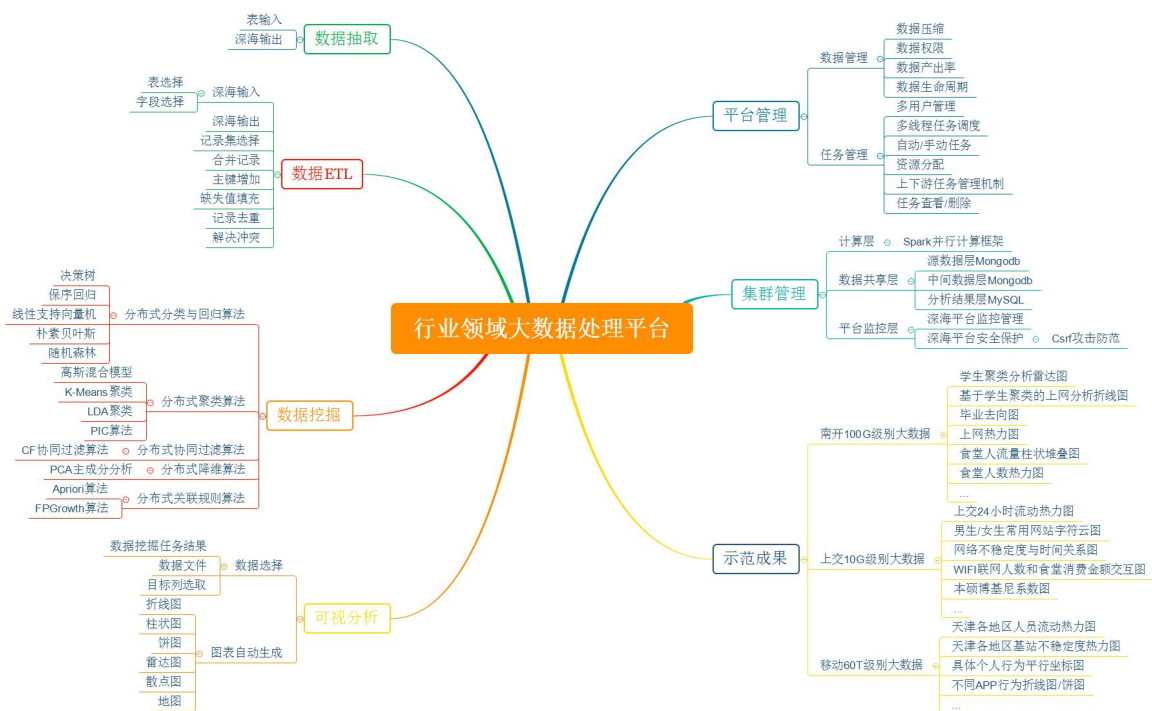 行业领域大数据处理平台
数据抽取
表输入
深海输出
数据ETL
深海输入
表选择
字段选择
深海输出
记录集选择
合并记录
主键增加
缺失值填充
记录去重
解决冲突
数据挖掘
分布式分类与回归算法
决策树
保序回归
线性支持向量机
朴素贝叶斯
随机森林
分布式聚类算法
高斯混合模型
K-Means聚类
LDA聚类
PIC算法
分布式协同过滤算法
CF协同过滤算法
分布式降维算法
PCA主成分分析
分布式关联规则算法
Apriori算法
FPGrowth算法
可视分析
数据选择
数据挖掘任务结果
数据文件
目标列选取
图表自动生成
折线图
柱状图
饼图
雷达图
散点图
地图
平台管理
数据管理
数据压缩
数据权限
数据产出率
数据生命周期
任务管理
多用户管理
多线程任务调度
自动/手动任务
资源分配
上下游任务管理机制
任务查看/删除
集群管理
计算层
Spark并行计算框架
数据共享层
源数据层Mongodb
中间数据层Mongodb
分析结果层MySQL
平台监控层
深海平台监控管理
深海平台安全保护
Csrf攻击防范
示范成果
南开100G级别大数据
学生聚类分析雷达图
基于学生聚类的上网分析折线图
毕业去向图
上网热力图
食堂人流量柱状堆叠图
食堂人数热力图
...
上交10G级别大数据
上交24小时流动热力图
男生/女生常用网站字符云图
网络不稳定度与时间关系图
WIFI联网人数和食堂消费金额交互图
本硕博基尼系数图
...
移动60T级别大数据
天津各地区人员流动热力图
天津各地区基站不稳定度热力图
具体个人行为平行坐标图
不同APP行为折线图/饼图
...